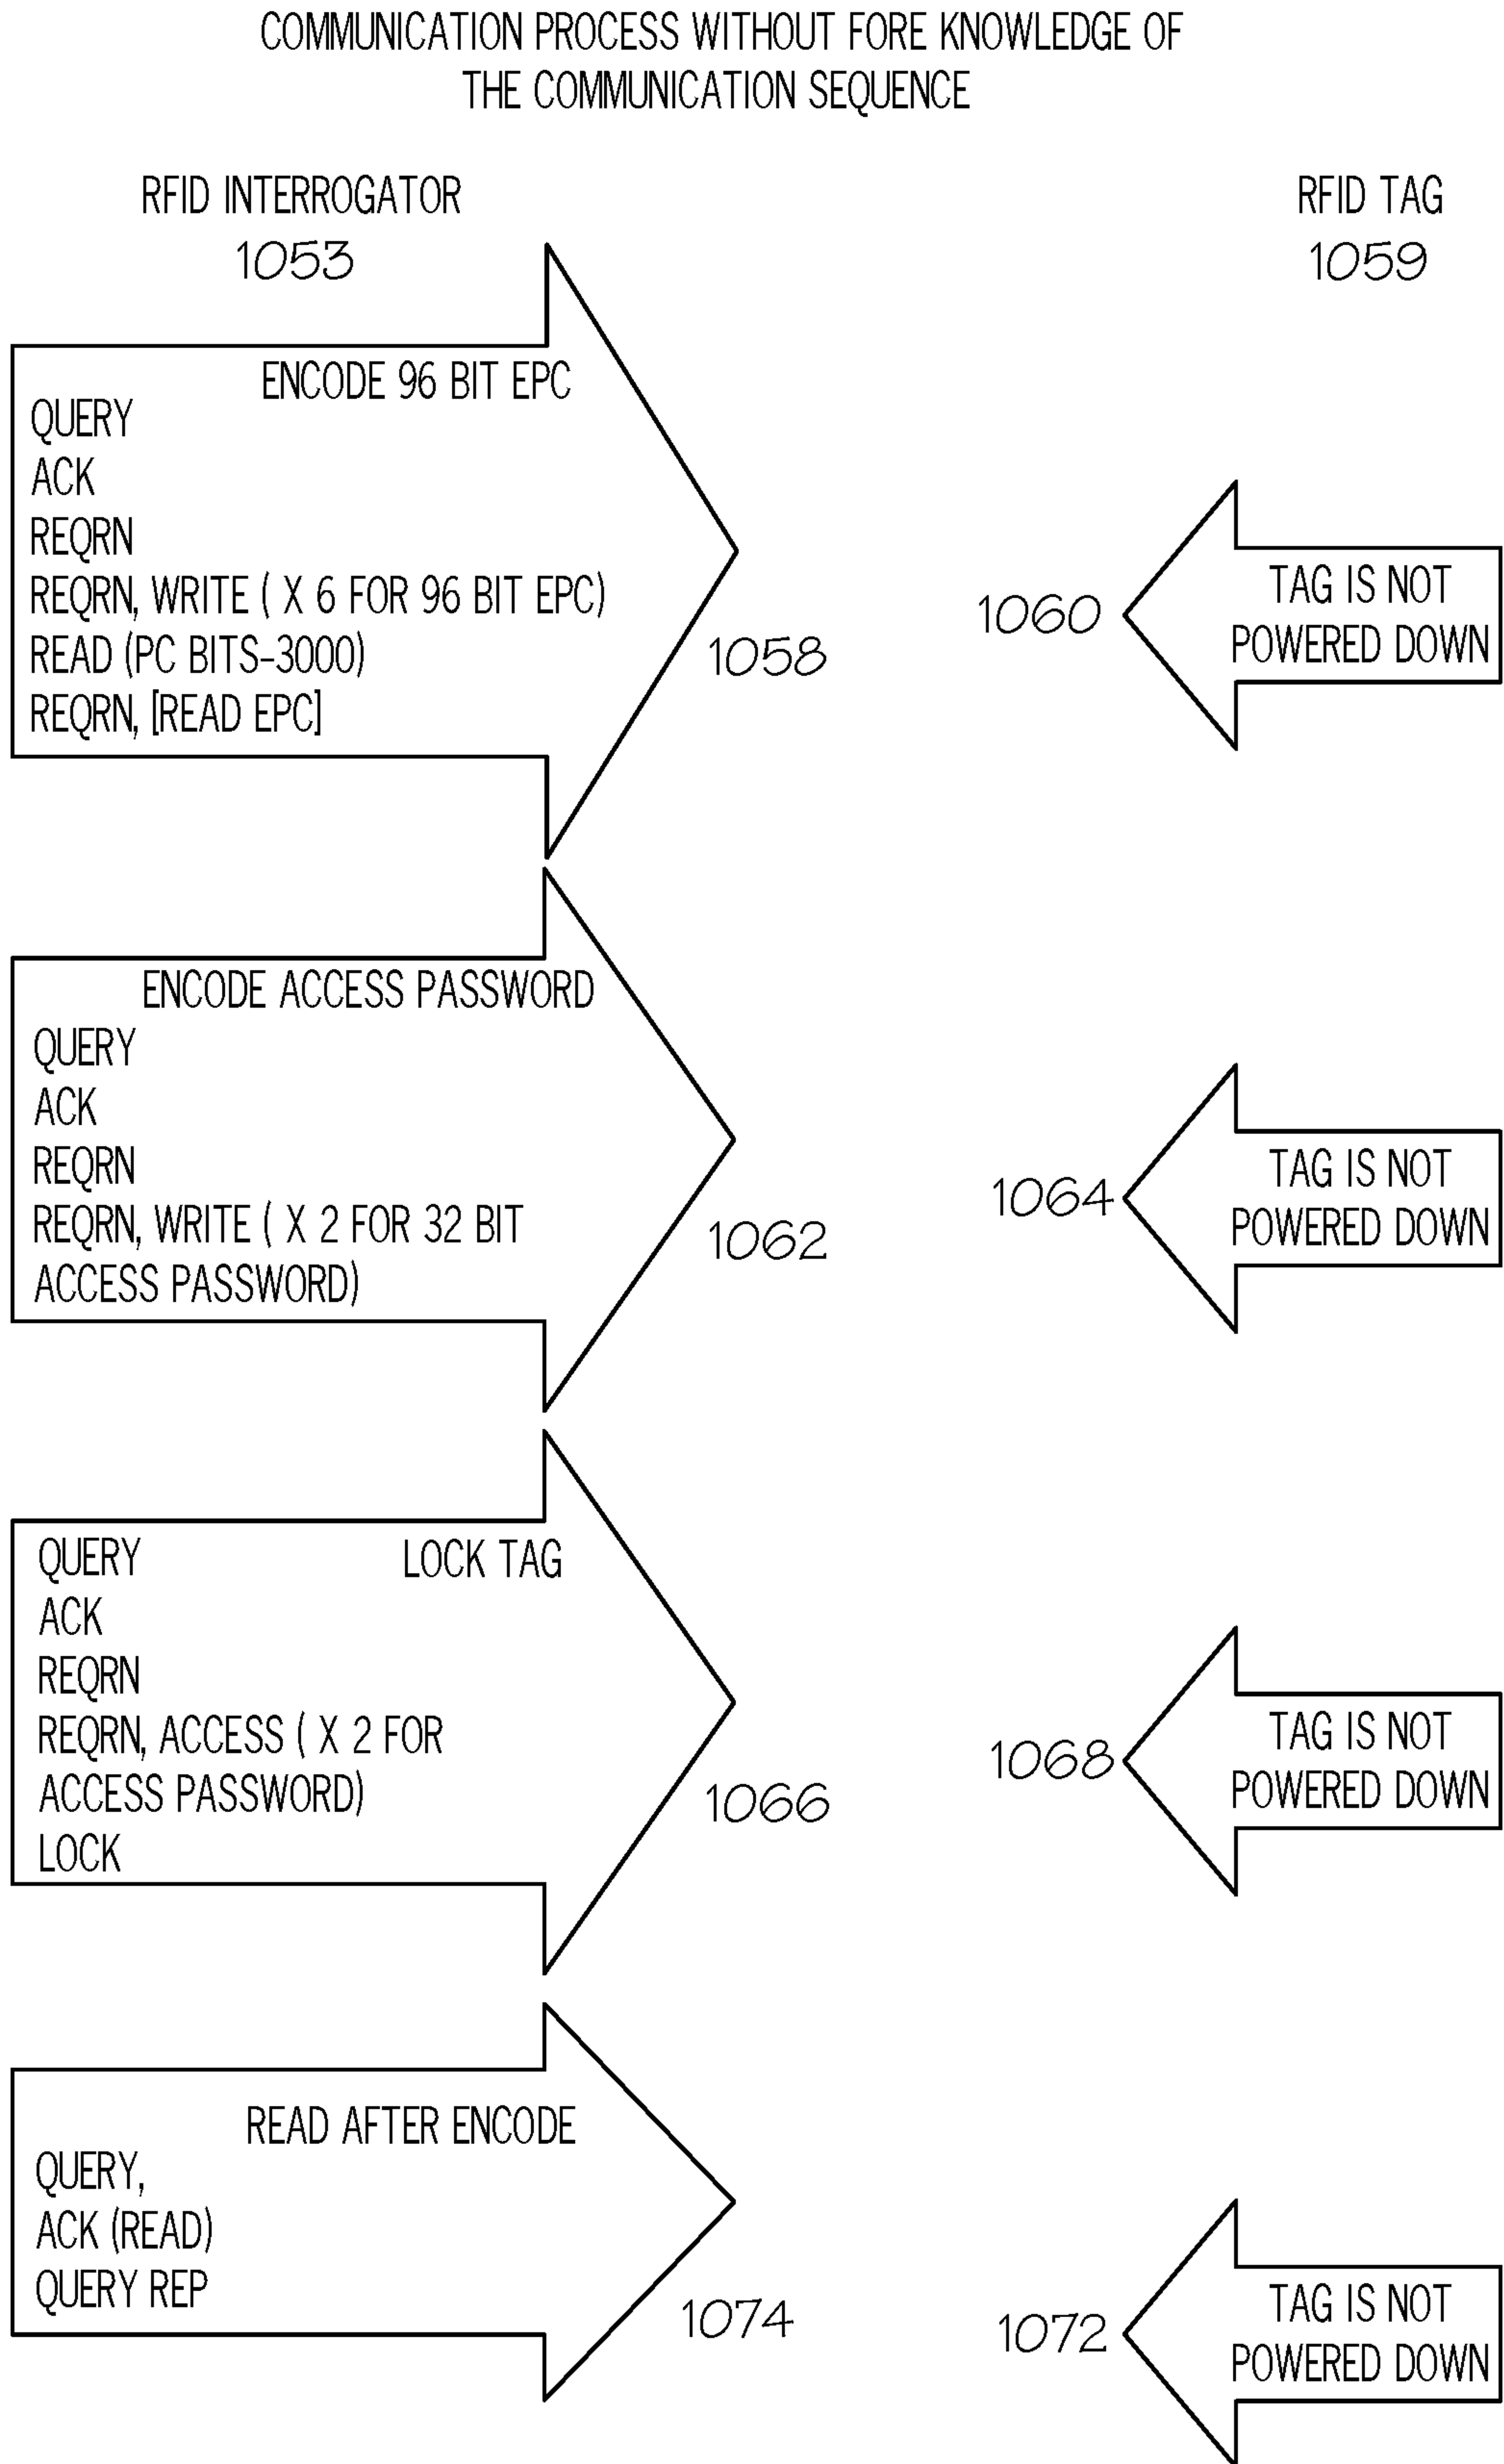 COMMUNICATION PROCESS WITHOUT FORE KNOWLEDGE OF
THE COMMUNICATION SEQUENCE
RFID INTERROGATOR
1053
RFID TAG
1059
ENCODE 96 BIT EPC
QUERY
ACK
REQRN
REQRN, WRITE ( X 6 FOR 96 BIT EPC)
READ (PC BITS-3000)
REQRN, [READ EPC]
1058
1060
TAG IS NOT
POWERED DOWN
ENCODE ACCESS PASSWORD
QUERY
ACK
REQRN
REQRN, WRITE ( X 2 FOR 32 BIT
ACCESS PASSWORD)
1062
1064
TAG IS NOT
POWERED DOWN
QUERY LOCK TAG
ACK
REQRN
REQRN, ACCESS ( X 2 FOR
ACCESS PASSWORD)
LOCK
1066
1068
TAG IS NOT
POWERED DOWN
READ AFTER ENCODE
QUERY,
ACK (READ)
QUERY REP
1074
1072
TAG IS NOT
POWERED DOWN